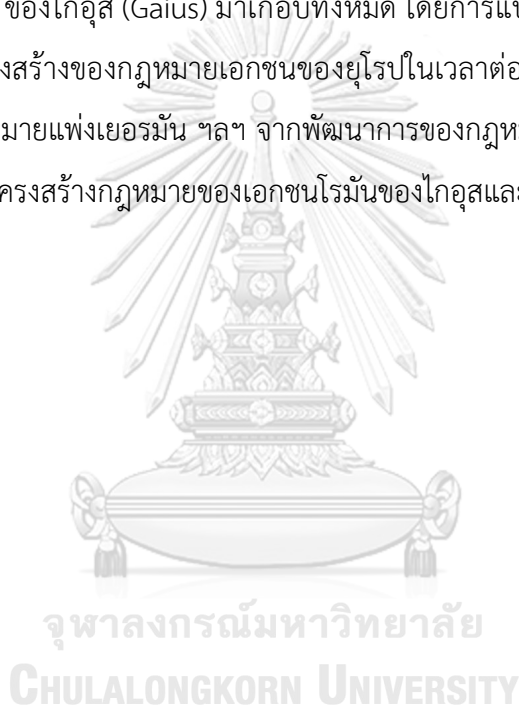 ของไกอุส (Gaius) มาเกือบทั้งหมด โดยการแบ
งสร้างของกฎหมายเอกชนของยุโรปในเวลาต่อ
มายแพ่งเยอรมัน ฯลฯ จากพัฒนาการของกฎหม
ครงสร้างกฎหมายของเอกชนโรมันของไกอุสและ
จุฬาลงกรณ์มหาวิทยาลัย
CHULALONGKORN UNIVERSITY